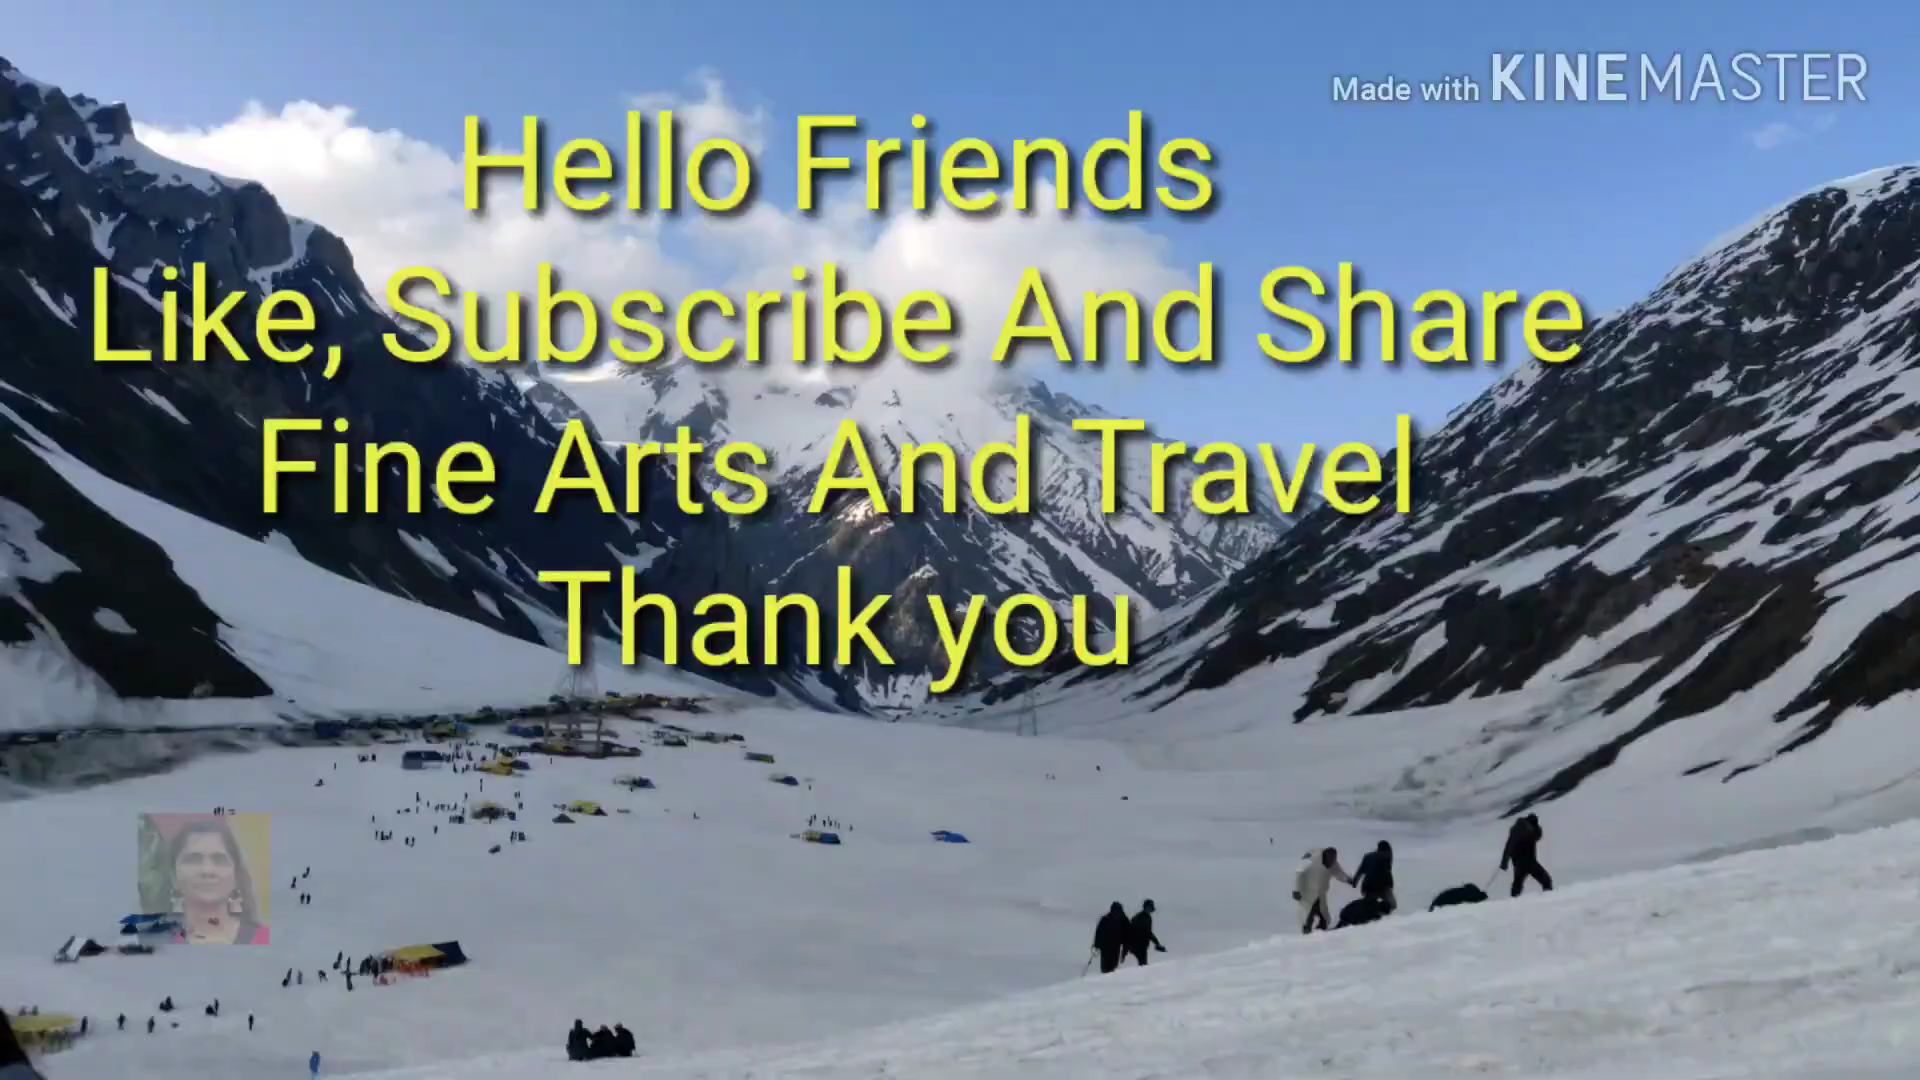 Made with KINEMASTER
Hello Friends
Like, Subscribe And Share
Fine Arts And Travel
Thank you